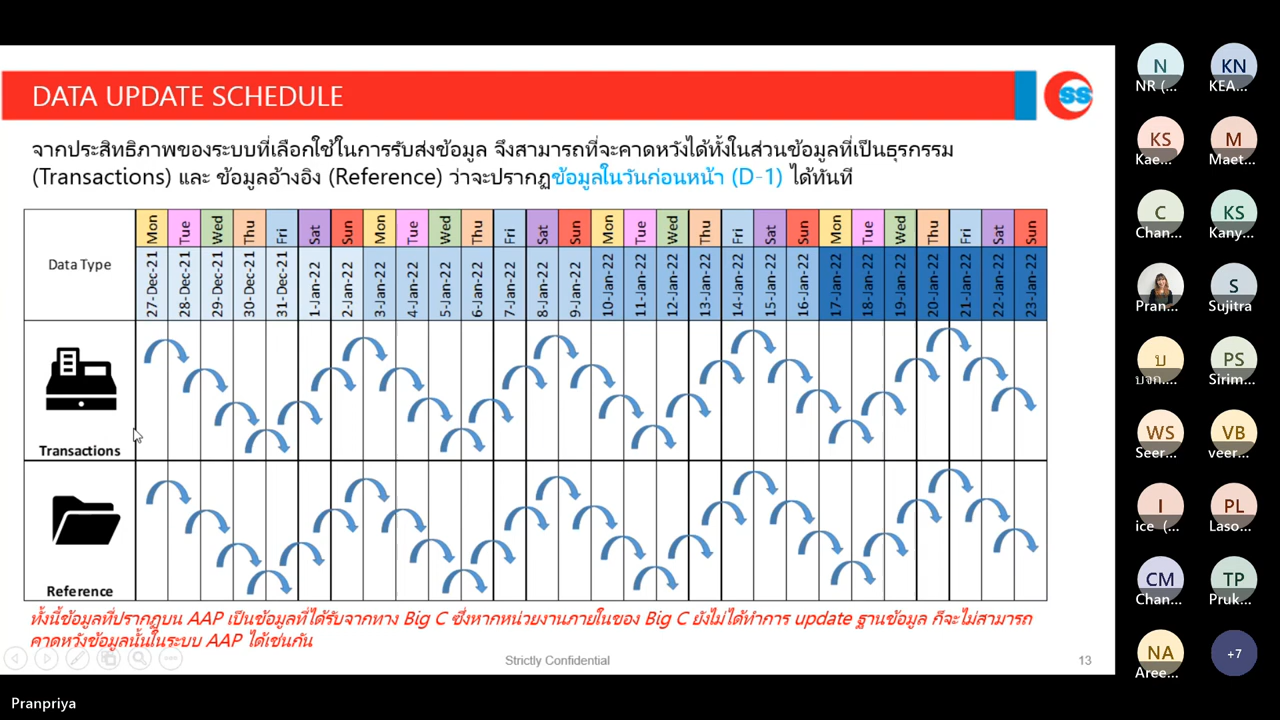 DATA UPDATE SCHEDULE
SS
จากประสิทธิภาพของระบบที่เลือกใช้ในการรับส่งข้อมูล จึงสามารถที่จะคาดหวังได้ทั้งในส่วนข้อมูลที่เป็นธุรกรรม
(Transactions) และ ข้อมูลอ้างอิง (Reference) ว่าจะปรากฏข้อมูลในวันก่อนหน้า (D-1) ได้ทันที
Data Type
Mon Tue Wed Thu Fri Sat Sun Mon Tue Wed Thu Fri Sat Sun Mon Tue Wed Thu Fri Sat Sun Mon Tue Wed Thu Fri Sat Sun
27-Dec-21 28-Dec-21 29-Dec-21 30-Dec-21 31-Dec-21 1-Jan-22 2-Jan-22 3-Jan-22 4-Jan-22 5-Jan-22 6-Jan-22 7-Jan-22 8-Jan-22 9-Jan-22 10-Jan-22 11-Jan-22 12-Jan-22 13-Jan-22 14-Jan-22 15-Jan-22 16-Jan-22 17-Jan-22 18-Jan-22 19-Jan-22 20-Jan-22 21-Jan-22 22-Jan-22 23-Jan-22
Transactions
Reference
ทั้งนี้ข้อมูลที่ปรากฏบน AAP เป็นข้อมูลที่ได้รับจากทาง Big C ซึ่งหากหน่วยงานภายในของ Big C ยังไม่ได้ทำการ update ฐานข้อมูล ก็จะไม่สามารถ
คาดหวังข้อมูลนั้นในระบบ AAP ได้เช่นกัน
Strictly Confidential
13
N KN
NR (... KEA...
KS M
Kae... Maet...
C KS
Chan... Kany...
S
Pran... Sujitra
บ PS
บจก.... Sirim...
WS VB
Seer... veer...
I PL
ice (... Laso...
CM TP
Chan... Pruk...
NA +7
Aree...
Pranpriya